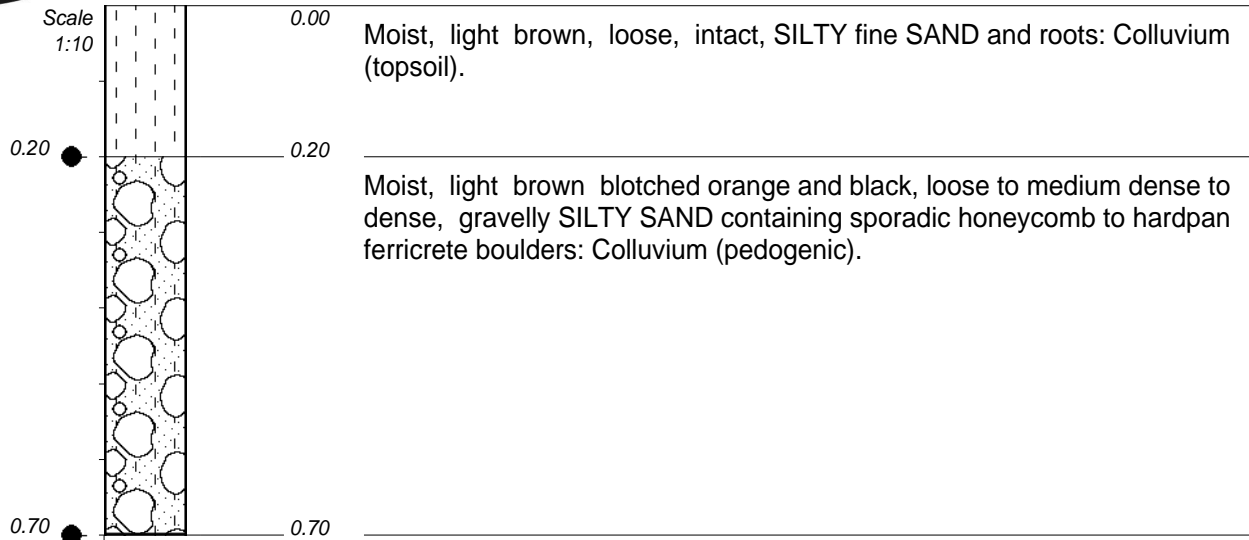 Scale
1:10
0.00
Moist, light brown, loose, intact, SILTY fine SAND and roots: Colluvium
(topsoil).
0.20
0.20
Moist, light brown blotched orange and black, loose to medium dense to
dense, gravelly SILTY SAND containing sporadic honeycomb to hardpan
ferricrete boulders: Colluvium (pedogenic).
0.70
0.70